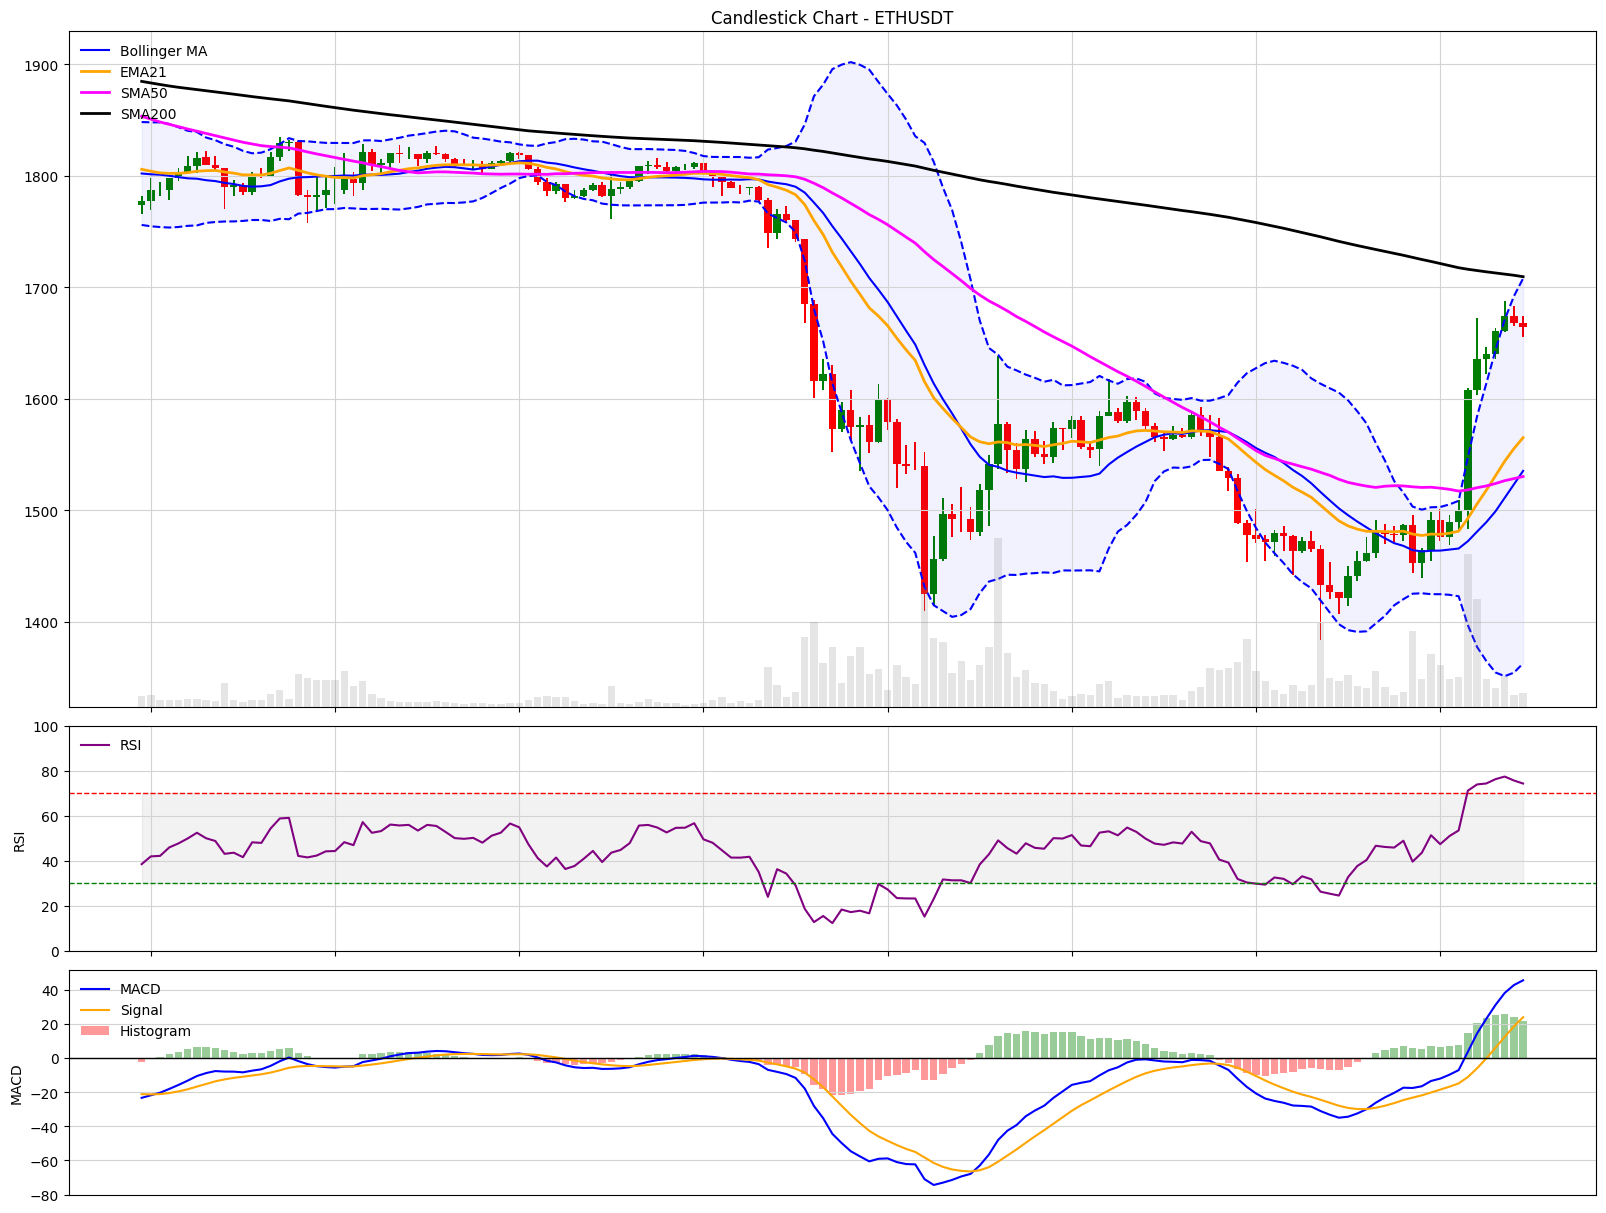 Candlestick Chart - ETHUSDT
Bollinger MA
EMA21
SMA50
SMA200
1900
1800
1700
1600
1500
1400
RSI
100
80
60
40
20
0
RSI
MACD
Signal
Histogram
40
20
0
−20
−40
−60
−80
MACD